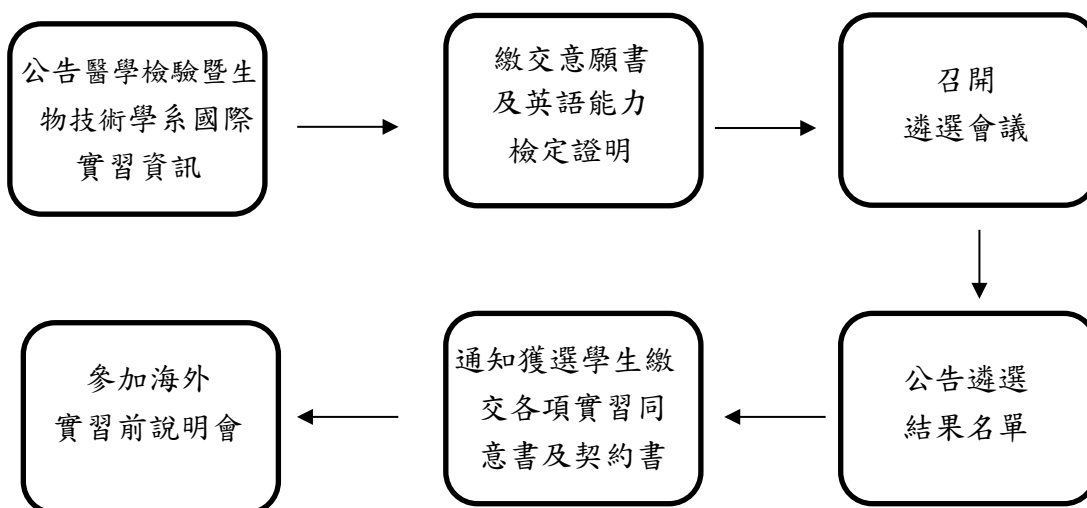 公告醫學檢驗暨生
物技術學系國際
實習資訊
繳交意願書
及英語能力
檢定證明
召開
遴選會議
公告遴選
結果名單
通知獲選學生繳
交各項實習同
意書及契約書
參加海外
實習前說明會